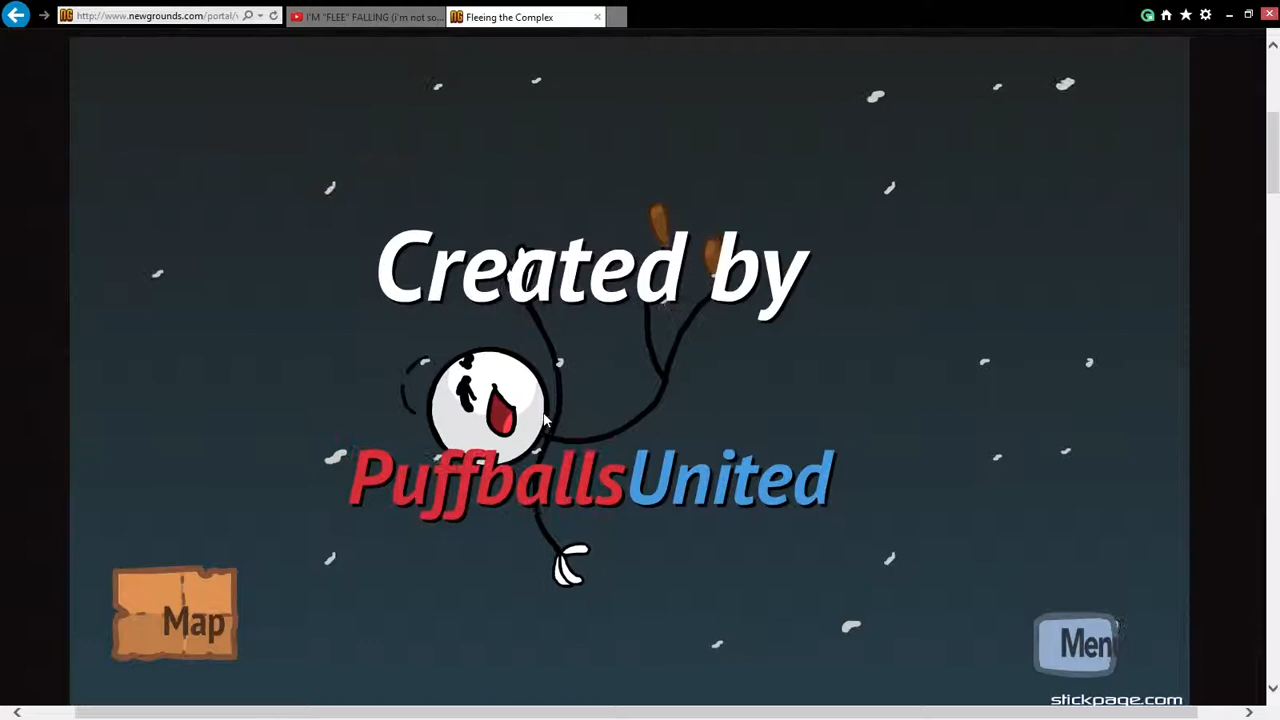 http://www.newgrounds.com/portal/v
I'M "FLEE" FALLING (i'm not so...
Fleeing the Complex
Created by
PuffballsUnited
Map
Men
stickpage.com